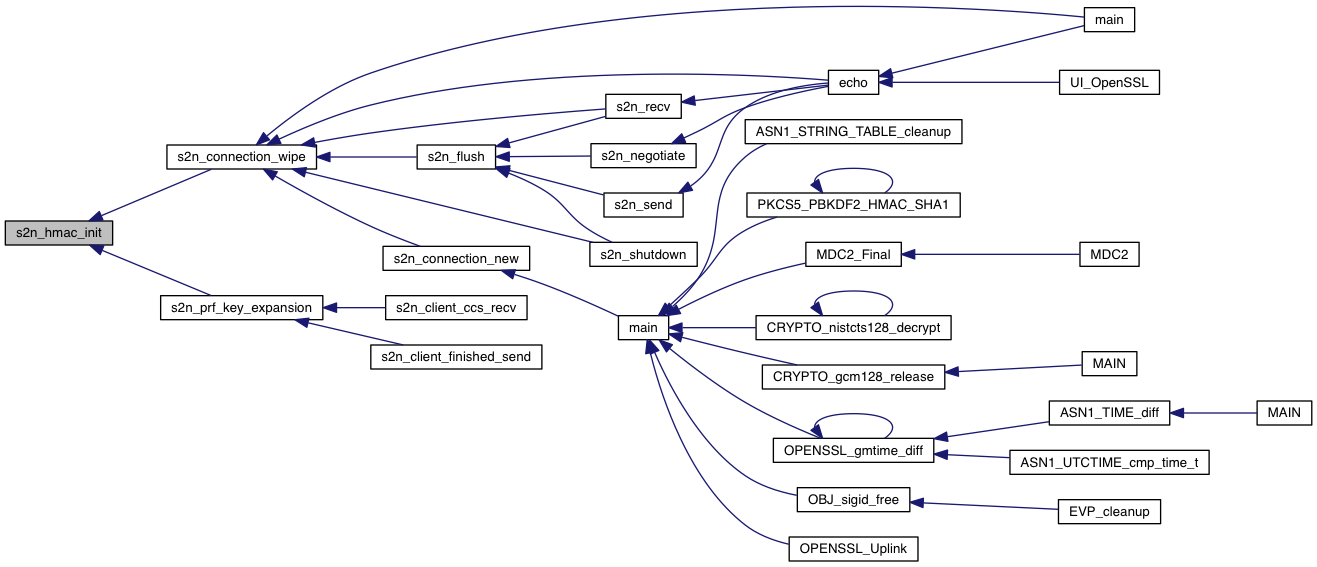 main
echo
UI_OpenSSL
s2n_recv
ASN1_STRING_TABLE_cleanup
s2n_connection_wipe
s2n_flush
s2n_negotiate
s2n_send
PKCS5_PBKDF2_HMAC_SHA1
s2n_hmac_init
s2n_connection_new
s2n_shutdown
MDC2_Final
MDC2
s2n_prf_key_expansion
s2n_client_ccs_recv
main
CRYPTO_nistcts128_decrypt
s2n_client_finished_send
CRYPTO_gcm128_release
MAIN
ASN1_TIME_diff
MAIN
OPENSSL_gmtime_diff
ASN1_UTCTIME_cmp_time_t
OBJ_sigid_free
EVP_cleanup
OPENSSL_Uplink